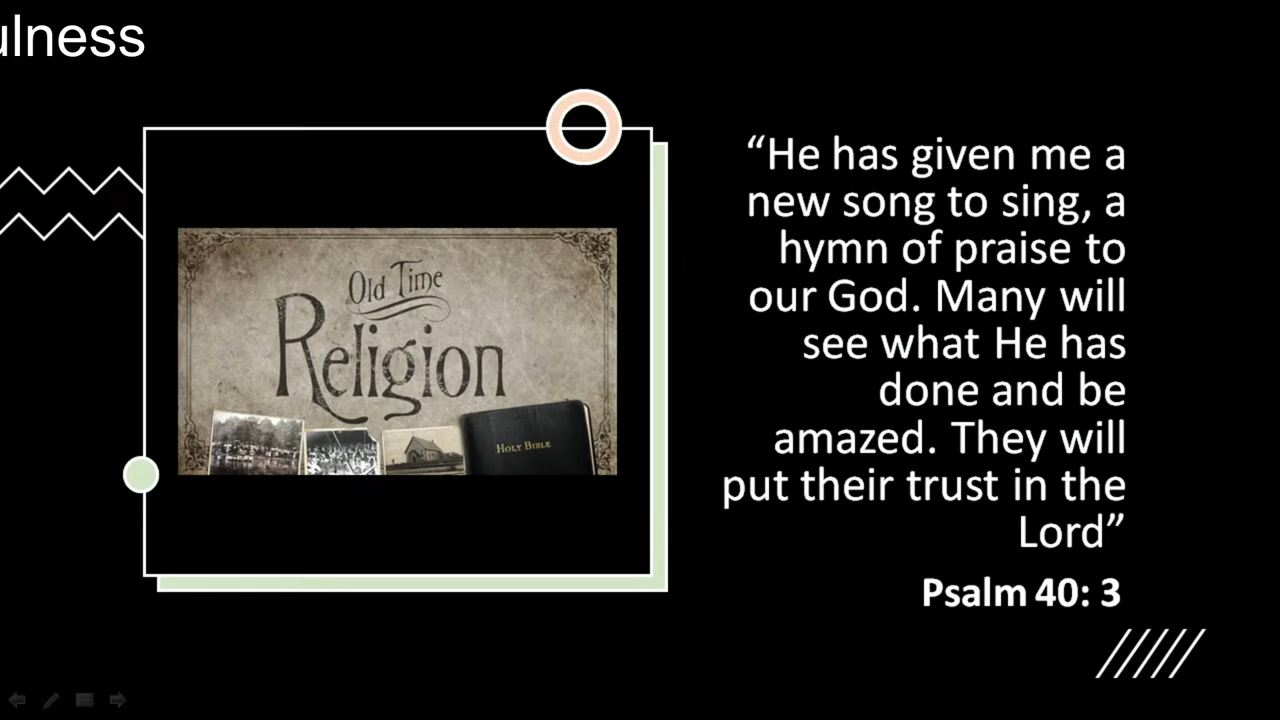 ulness
Old Time
Religion
HOLY BIBLE
“He has given me a
new song to sing, a
hymn of praise to
our God. Many will
see what He has
done and be
amazed. They will
put their trust in the
Lord”
Psalm 40: 3